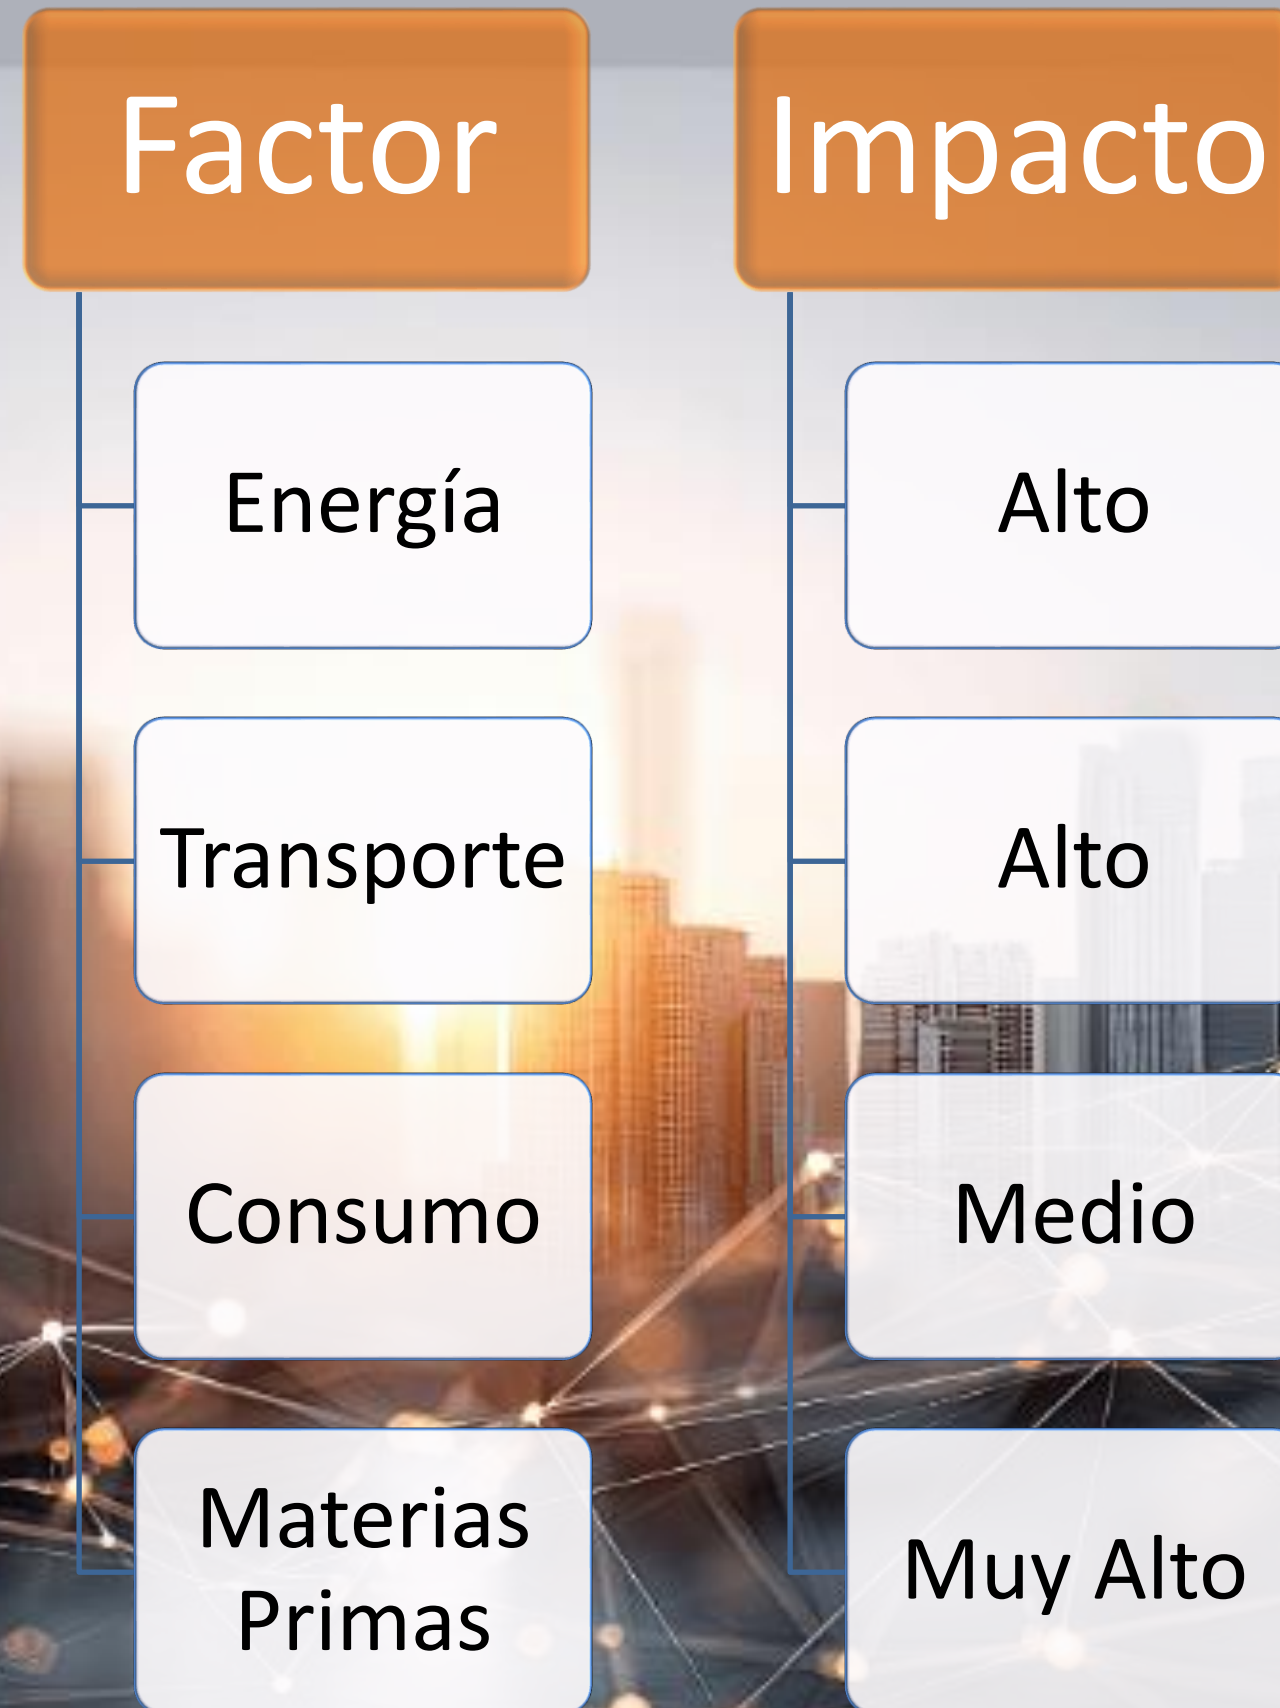 Factor
Impacto
Energía
Alto
Transporte
Alto
Consumo
Medio
Materias
Primas
Muy Alto